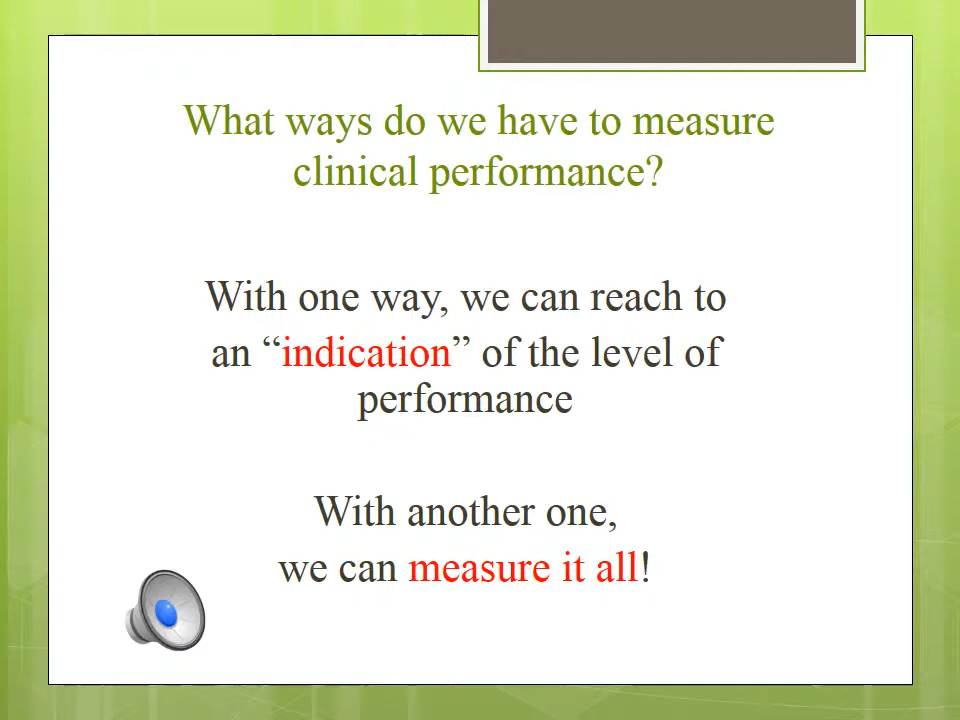 What ways do we have to measure
clinical performance?
With one way, we can reach to
an “indication” of the level of
performance
With another one,
we can measure it all!